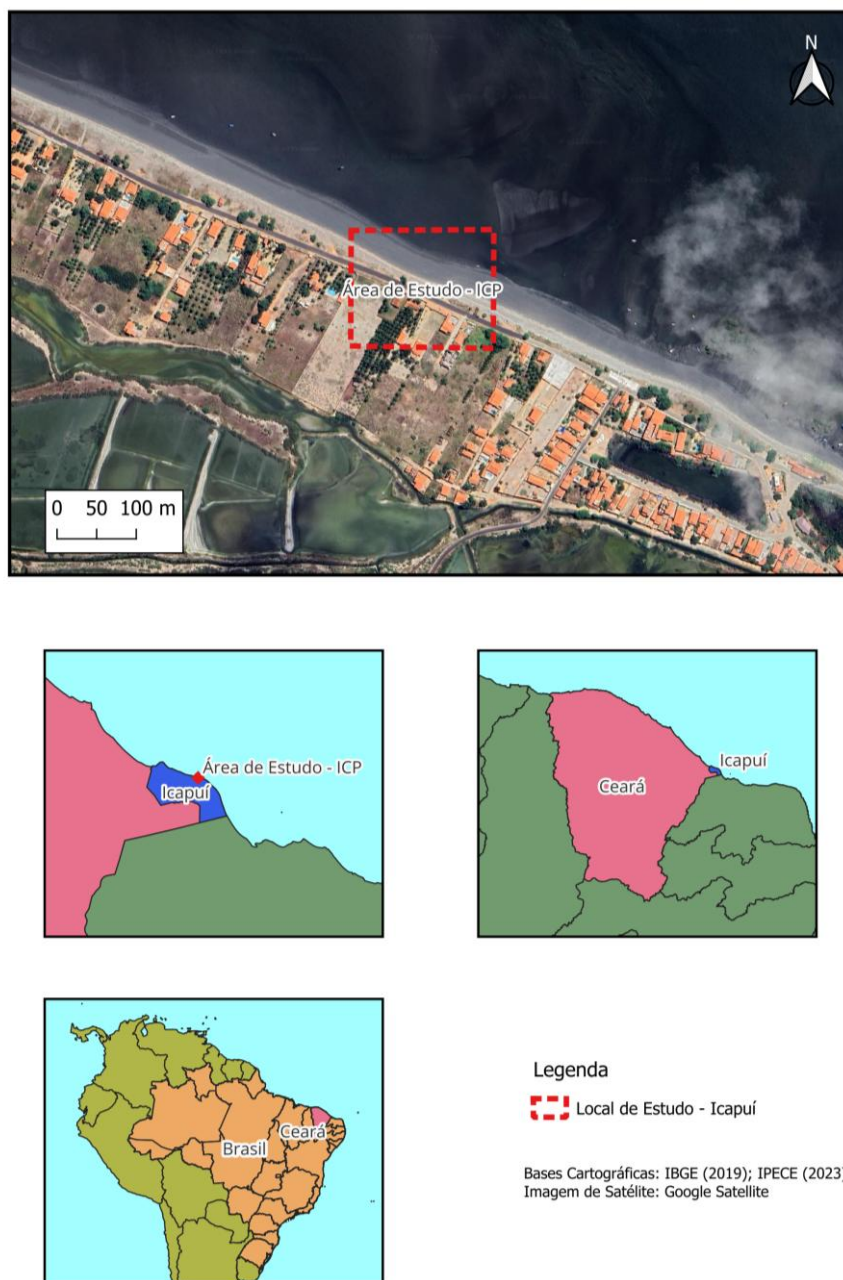 N
Área de Estudo - ICP
0 50 100 m
Área de Estudo - ICP
Icapuí
Icapuí
Ceará
Ceará
Brasil
Legenda
Local de Estudo - Icapuí
Bases Cartográficas: IBGE (2019); IPECE (2023)
Imagem de Satélite: Google Satellite